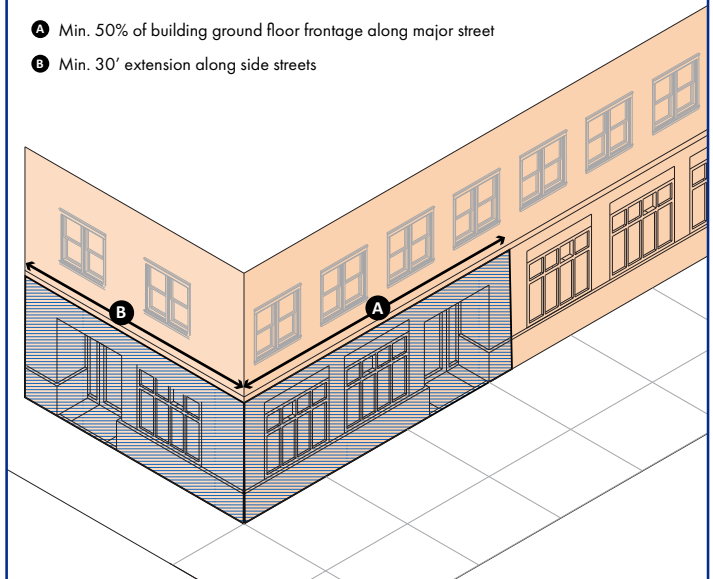 A Min. 50% of building ground floor frontage along major street
B Min. 30’ extension along side streets
A
B